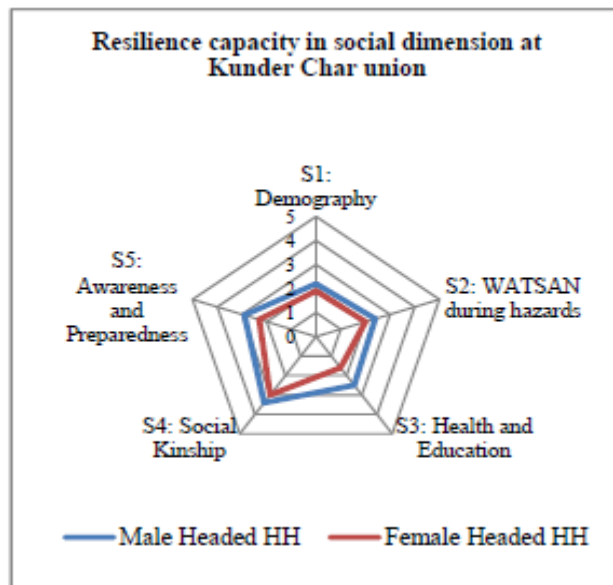 Resilience capacity in social dimension at
Kunder Char union
S1:
Demography
5
4
3
2
1
0
S2: WATSAN
during hazards
S3: Health and
Education
S4: Social
Kinship
S5:
Awareness
and
Preparedness
Male Headed HH
Female Headed HH